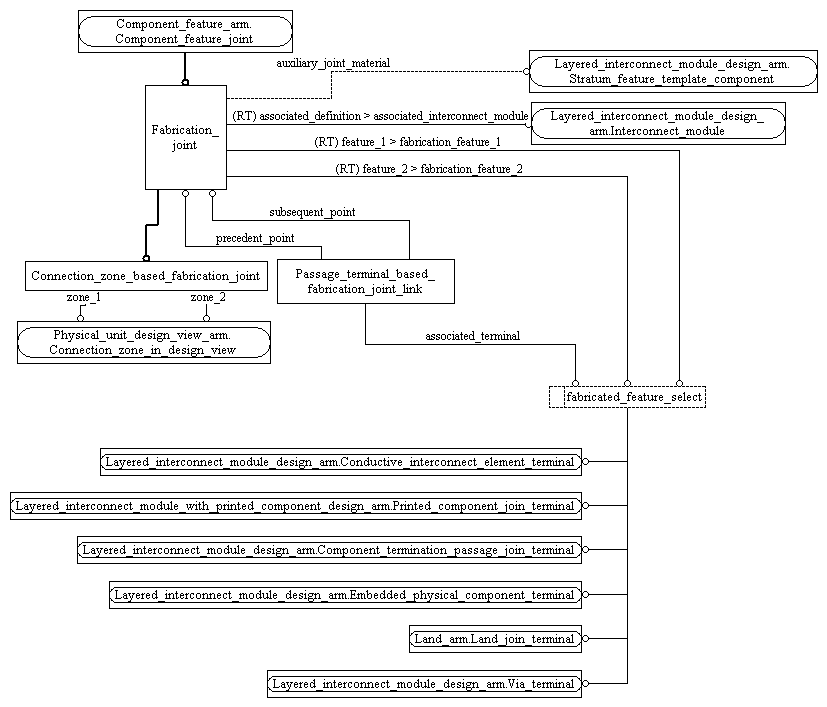 Component_feature_arm.
Component_feature_joint
auxiliary_joint_material
Layered_interconnect_module_design_arm.
Stratum_feature_template_component
(RT) associated_definition > associated_interconnect_module
Layered_interconnect_module_design_
arm.Interconnect_module
Fabrication_
joint
(RT) feature_1 > fabrication_feature_1
(RT) feature_2 > fabrication_feature_2
subsequent_point
precedent_point
Connection_zone_based_fabrication_joint
Passage_terminal_based_
fabrication_joint_link
zone_1
zone_2
Physical_unit_design_view_arm.
Connection_zone_in_design_view
associated_terminal
fabricated_feature_select
Layered_interconnect_module_design_arm.Conductive_interconnect_element_terminal
Layered_interconnect_module_with_printed_component_design_arm.Printed_component_join_terminal
Layered_interconnect_module_design_arm.Component_termination_passage_join_terminal
Layered_interconnect_module_design_arm.Embedded_physical_component_terminal
Land_arm.Land_join_terminal
Layered_interconnect_module_design_arm.Via_terminal